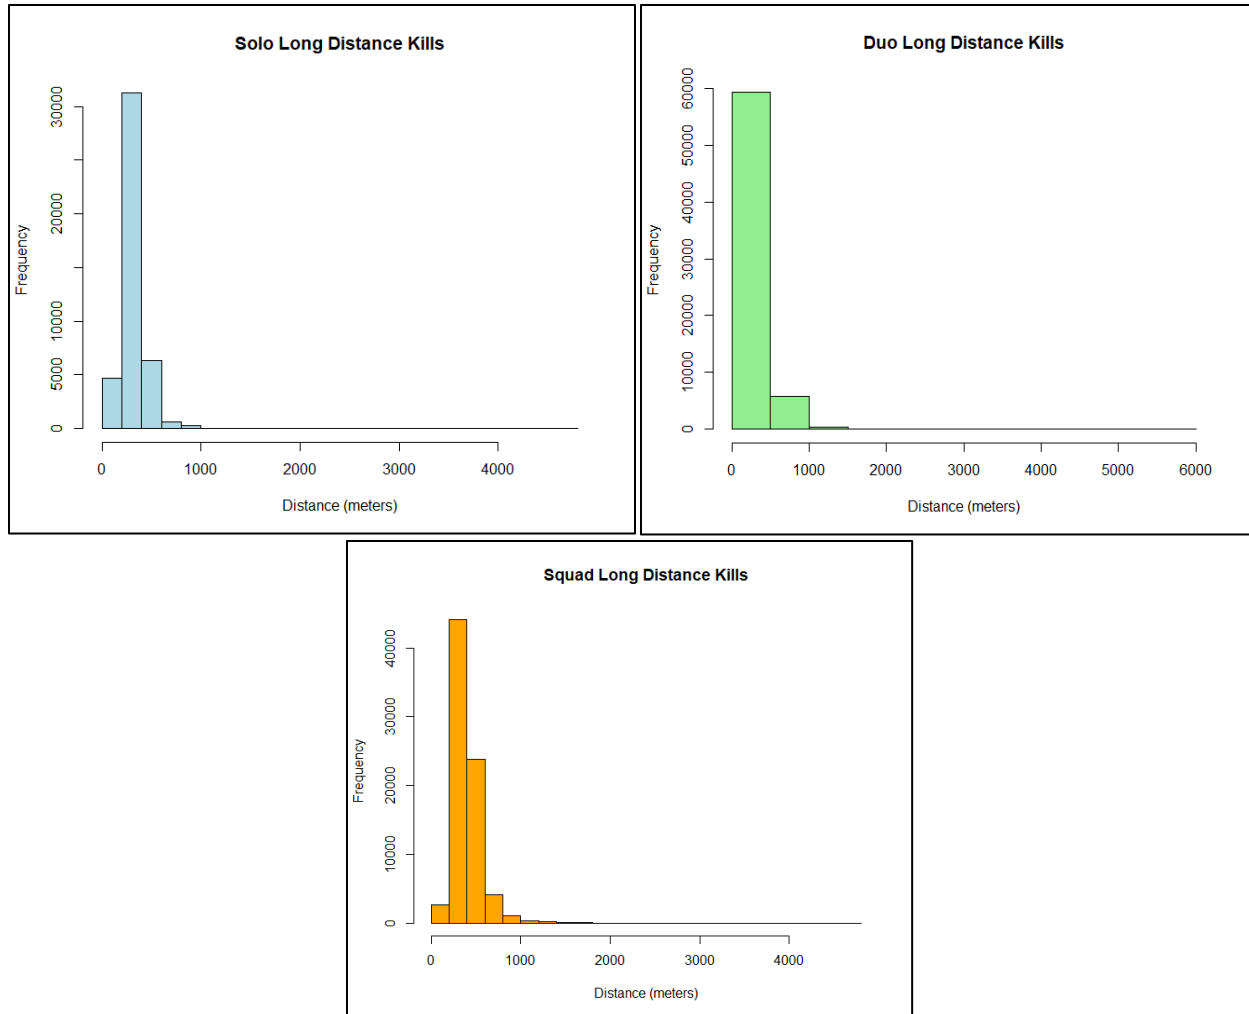 Solo Long Distance Kills
Frequency
30000
20000
10000
5000
0
0 1000 2000 3000 4000
Distance (meters)
Duo Long Distance Kills
Frequency
60000
50000
40000
30000
20000
10000
0
0 1000 2000 3000 4000 5000 6000
Distance (meters)
Squad Long Distance Kills
Frequency
40000
30000
20000
10000
0
0 1000 2000 3000 4000
Distance (meters)